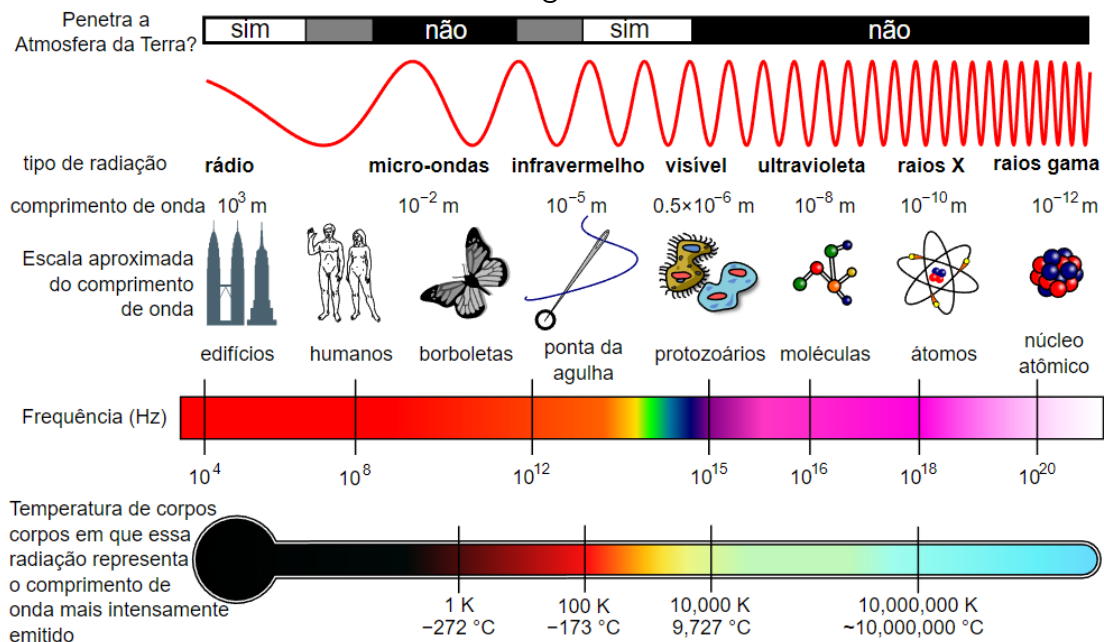 Penetra a
Atmosfera da Terra?
sim
não
sim
não
tipo de radiação
rádio
micro-ondas
infravermelho
visível
ultravioleta
raios X
raios gama
comprimento de onda
10³ m
10⁻² m
10⁻⁵ m
0.5×10⁻⁶ m
10⁻⁸ m
10⁻¹⁰ m
10⁻¹² m
Escala aproximada
do comprimento
de onda
edifícios
humanos
borboletas
ponta da
agulha
protozoários
moléculas
átomos
núcleo
atômico
Frequência (Hz)
10⁴
10⁸
10¹²
10¹⁵
10¹⁶
10¹⁸
10²⁰
Temperatura de corpos
corpos em que essa
radiação representa
o comprimento de
onda mais intensamente
emitido
1 K
−272 °C
100 K
−173 °C
10,000 K
9,727 °C
10,000,000 K
~10,000,000 °C